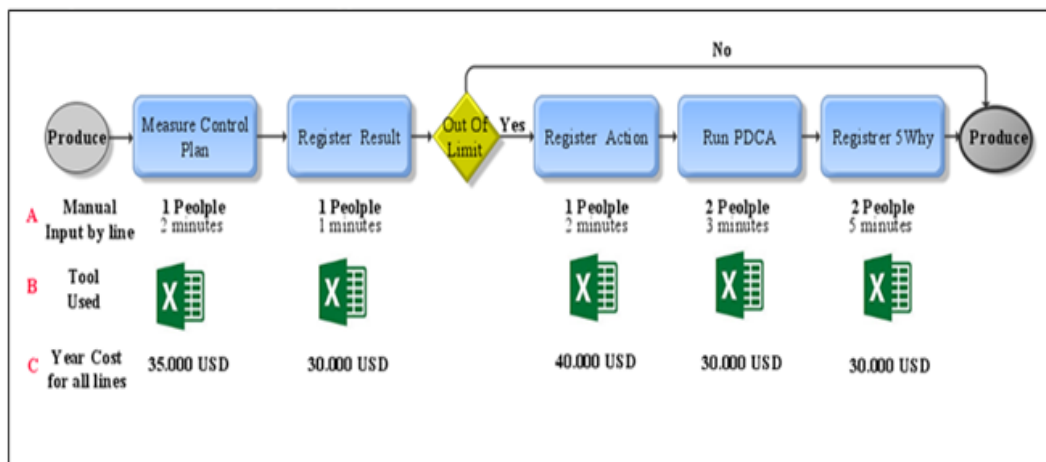 No
Produce
Measure Control
Plan
Register Result
Out Of
Limit
Yes
Register Action
Run PDCA
Registrer 5Why
Produce
A
Manual
Input by line
1 Peolple
2 minutes
1 Peolple
1 minutes
1 Peolple
2 minutes
2 Peolple
3 minutes
2 Peolple
5 minutes
B
Tool
Used
X
X
X
X
X
C
Year Cost
for all lines
35.000 USD
30.000 USD
40.000 USD
30.000 USD
30.000 USD